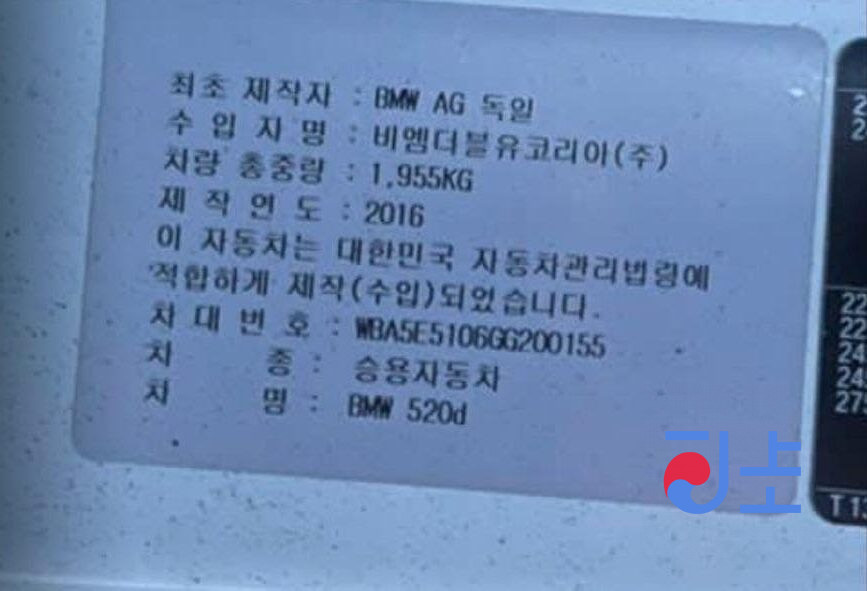 최초 제작자 : BMW AG 독일
수 입 자 명 : 비엠더블유코리아(주)
차량 총중량 : 1,955KG
제 작 연 도 : 2016
이 자동차는 대한민국 자동차관리법령에
적합하게 제작(수입)되었습니다.
차 대 번 호 : WBA5E5106GG200155
차 종 : 승용자동차
차 명 : BMW 520d